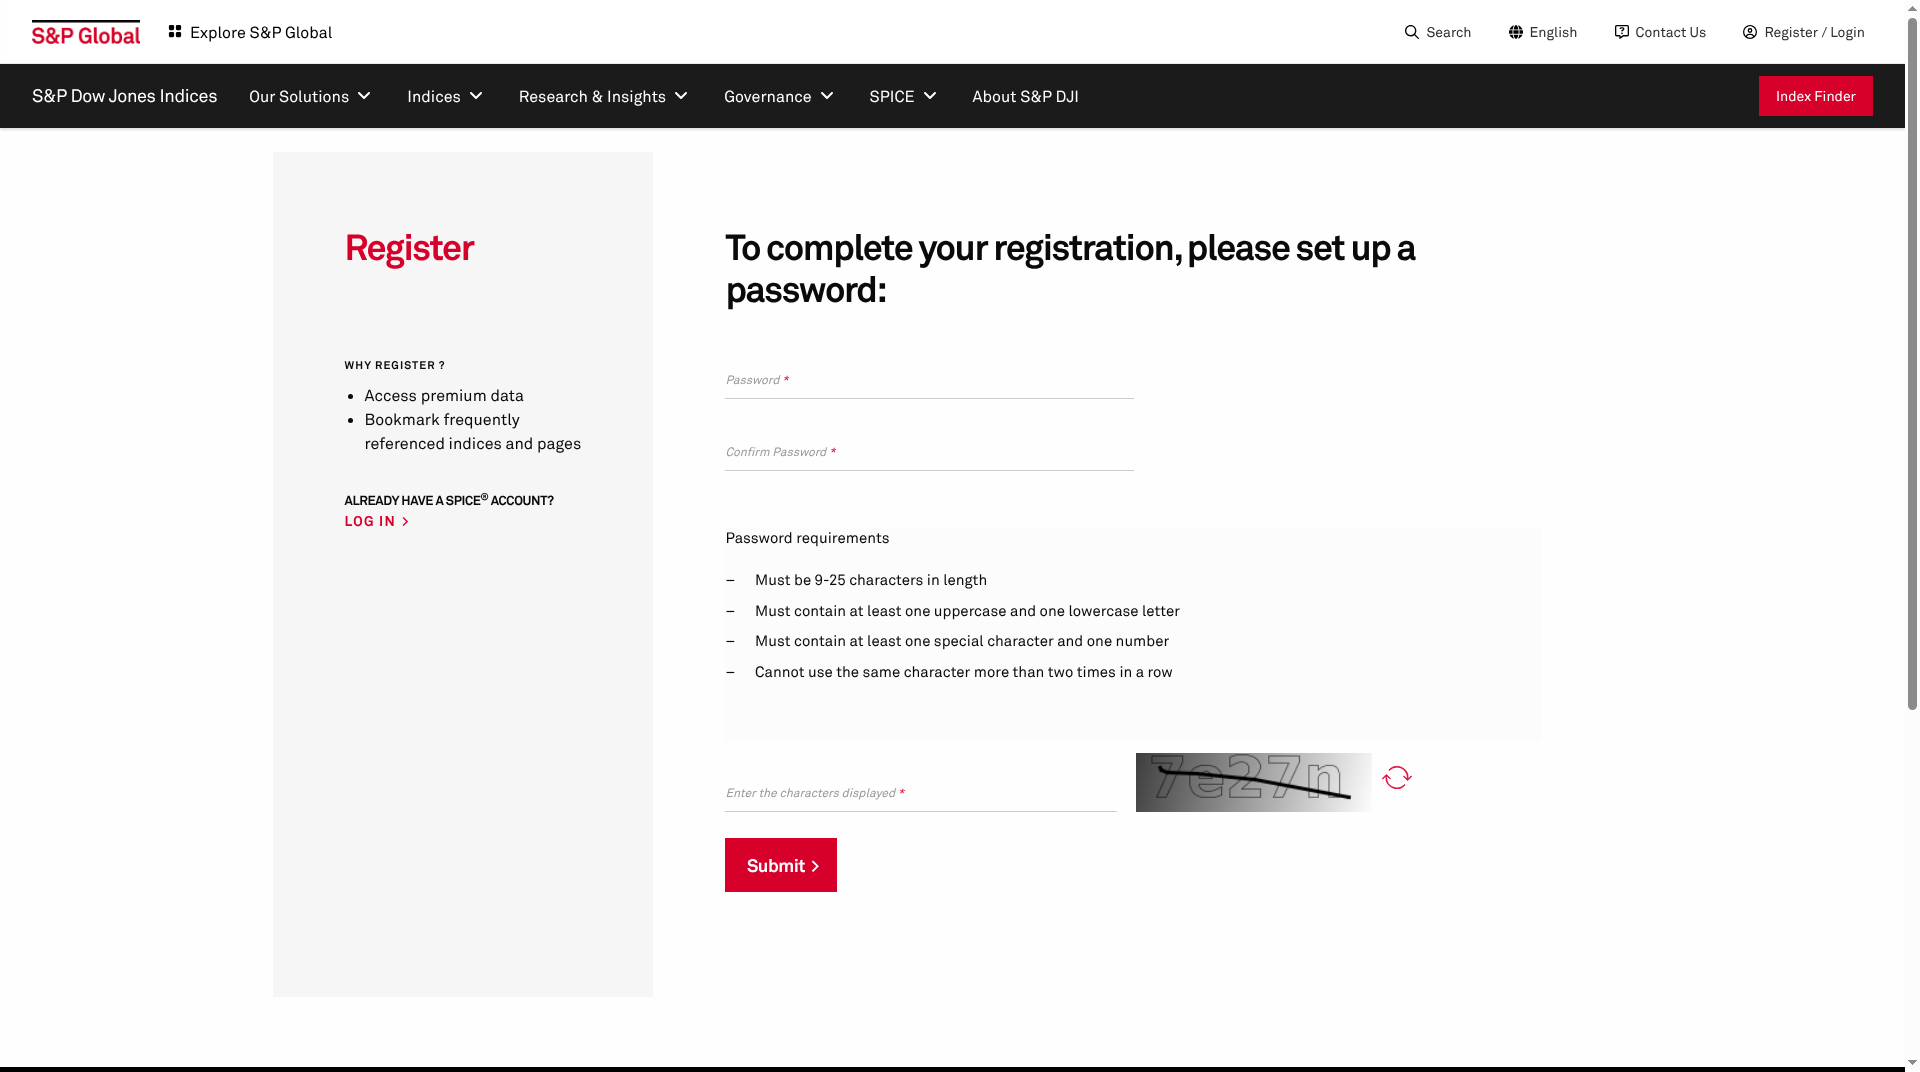 S&P Global
Explore S&P Global
Search
English
Contact Us
Register / Login
S&P Dow Jones Indices
Our Solutions
Indices
Research & Insights
Governance
SPICE
About S&P DJI
Index Finder
Register
WHY REGISTER ?
• Access premium data
• Bookmark frequently
referenced indices and pages
ALREADY HAVE A SPICE® ACCOUNT?
LOG IN >
To complete your registration, please set up a
password:
Password *
Confirm Password *
Password requirements
– Must be 9-25 characters in length
– Must contain at least one uppercase and one lowercase letter
– Must contain at least one special character and one number
– Cannot use the same character more than two times in a row
Enter the characters displayed *
7e27n
Submit >